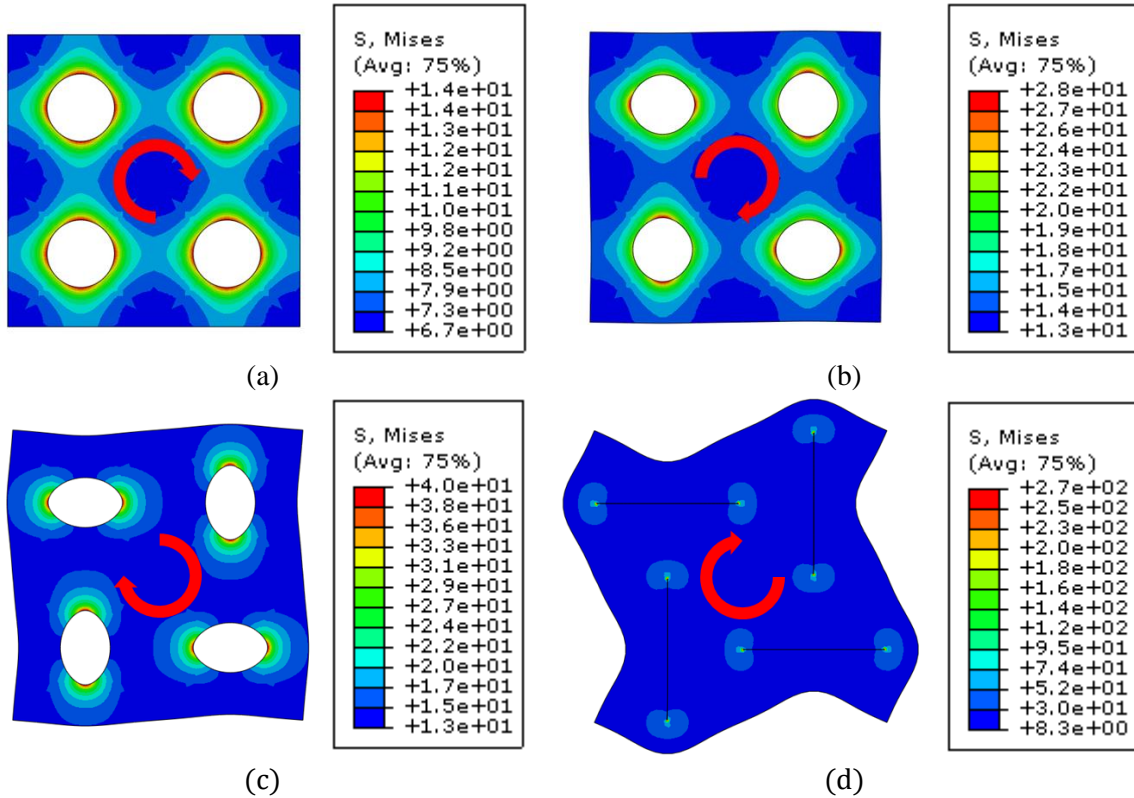 S, Mises
(Avg: 75%)
+1.4e+01
+1.4e+01
+1.3e+01
+1.2e+01
+1.2e+01
+1.1e+01
+1.0e+01
+9.8e+00
+9.2e+00
+8.5e+00
+7.9e+00
+7.3e+00
+6.7e+00
(a)
S, Mises
(Avg: 75%)
+2.8e+01
+2.7e+01
+2.6e+01
+2.4e+01
+2.3e+01
+2.2e+01
+2.0e+01
+1.9e+01
+1.8e+01
+1.7e+01
+1.5e+01
+1.4e+01
+1.3e+01
(b)
S, Mises
(Avg: 75%)
+4.0e+01
+3.8e+01
+3.6e+01
+3.3e+01
+3.1e+01
+2.9e+01
+2.7e+01
+2.4e+01
+2.2e+01
+2.0e+01
+1.7e+01
+1.5e+01
+1.3e+01
(c)
S, Mises
(Avg: 75%)
+2.7e+02
+2.5e+02
+2.3e+02
+2.0e+02
+1.8e+02
+1.6e+02
+1.4e+02
+1.2e+02
+9.5e+01
+7.4e+01
+5.2e+01
+3.0e+01
+8.3e+00
(d)